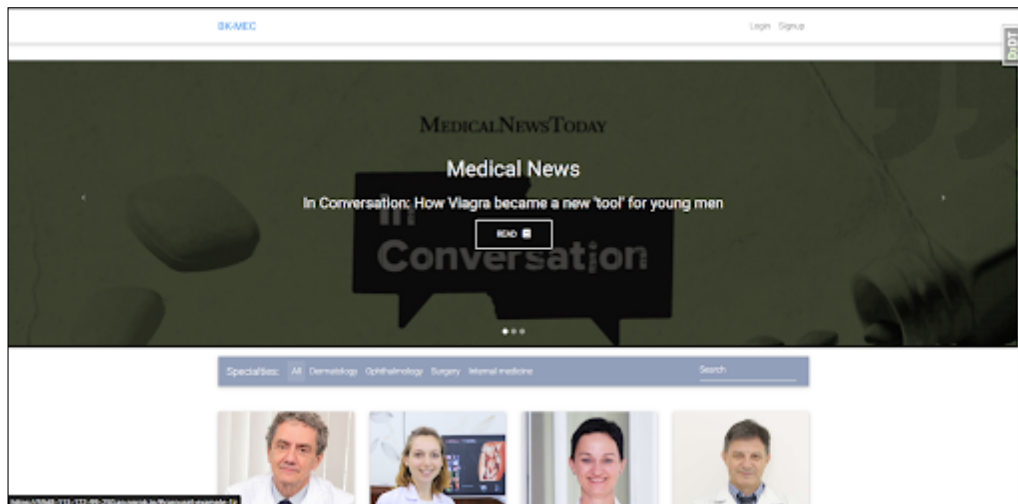 BK-MEC
Login Signup
DJDT
MEDICALNEWSTODAY
Medical News
In Conversation: How Viagra became a new 'tool' for young men
READ
In
Conversation
Specialties: All Dermatology Ophthalmology Surgery Internal medicine
Search